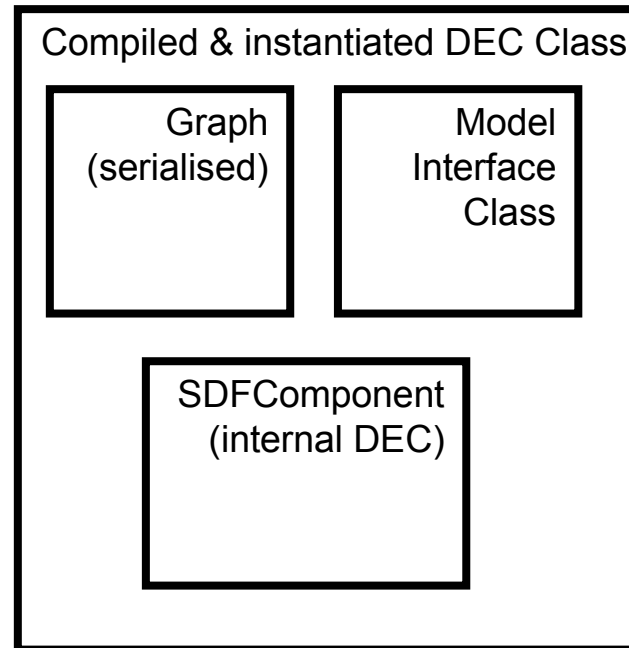 Compiled & instantiated DEC Class
Graph
(serialised)
Model
Interface
Class
SDFComponent
(internal DEC)